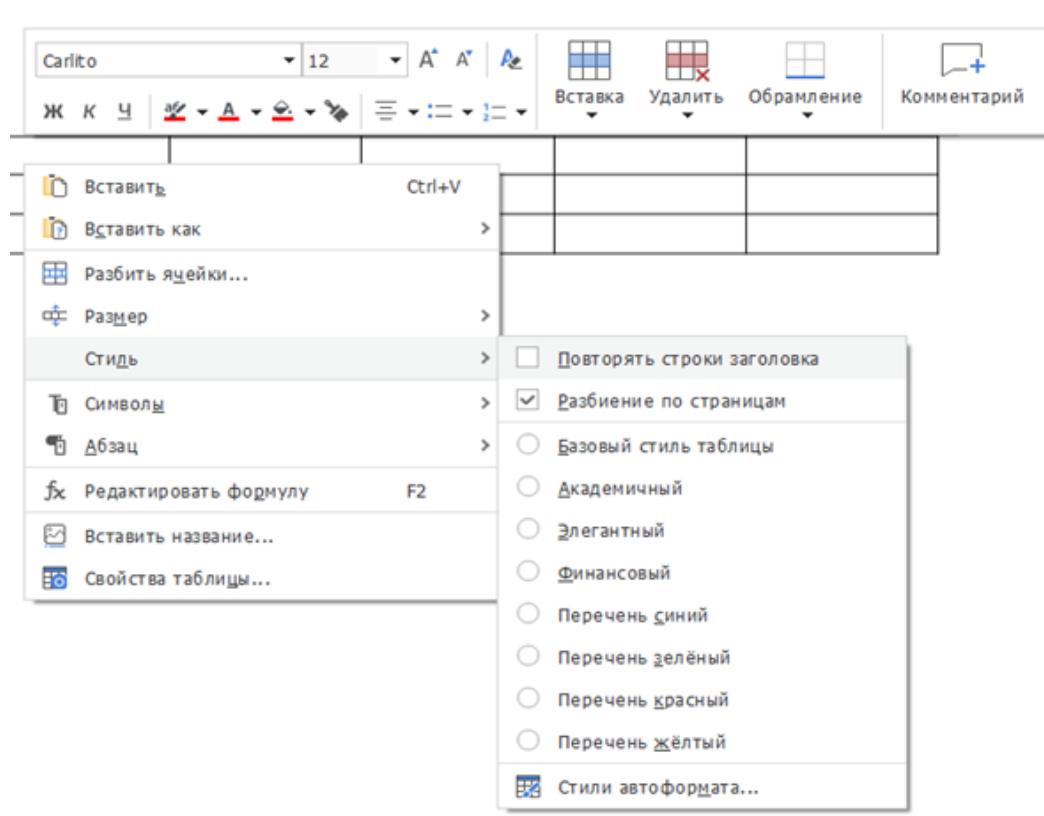 Carlito 12
Вставка Удалить Обрамление Комментарий
Ж К Ч
Вставить Ctrl+V
Вставить как
Разбить ячейки...
Размер
Стиль
Символы
Абзац
Редактировать формулу F2
Вставить название...
Свойства таблицы...
Повторять строки заголовка
Разбиение по страницам
Базовый стиль таблицы
Академичный
Элегантный
Финансовый
Перечень синий
Перечень зелёный
Перечень красный
Перечень жёлтый
Стили автоформата...